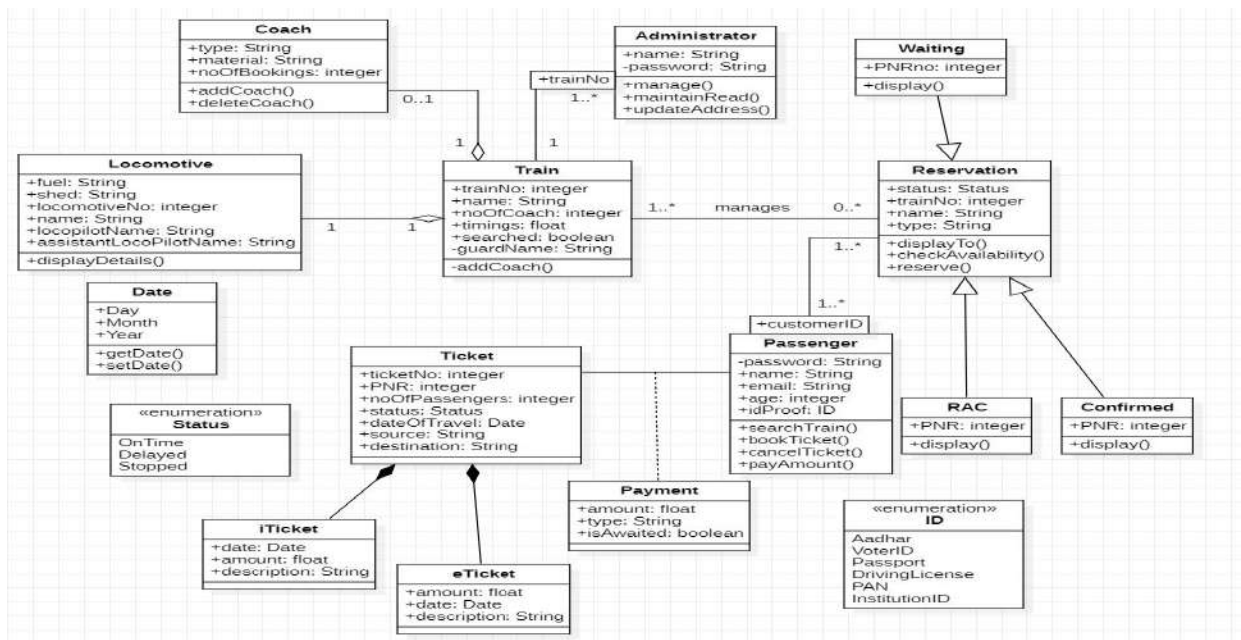 Coach
+type: String
+material: String
+noOfBookings: integer
+addCoach()
+deleteCoach()
0..1
1
Administrator
+name: String
-password: String
+manage()
+maintainRead()
+updateAddress()
+trainNo
1..*
1
Waiting
+PNRno: integer
+display()
Locomotive
+fuel: String
+shed: String
+locomotiveNo: integer
+name: String
+locopilotName: String
+assistantLocoPilotName: String
+displayDetails()
1
1
Train
+trainNo: integer
+name: String
+noOfCoach: integer
+timings: float
+searched: boolean
-guardName: String
-addCoach()
1..*
manages
0..*
Reservation
+status: Status
+trainNo: integer
+name: String
+type: String
+displayTo()
+checkAvailability()
+reserve()
1..*
1..*
Date
+Day
+Month
+Year
+getDate()
+setDate()
Ticket
+ticketNo: integer
+PNR: integer
+noOfPassengers: integer
+status: Status
+dateOfTravel: Date
+source: String
+destination: String
+customerID
Passenger
-password: String
+name: String
+email: String
+age: integer
+idProof: ID
+searchTrain()
+bookTicket()
+cancelTicket()
+payAmount()
RAC
+PNR: integer
+display()
Confirmed
+PNR: integer
+display()
«enumeration»
Status
OnTime
Delayed
Stopped
Payment
+amount: float
+type: String
+isAwaited: boolean
«enumeration»
ID
Aadhar
VoterID
Passport
DrivingLicense
PAN
InstitutionID
iTicket
+date: Date
+amount: float
+description: String
eTicket
+amount: float
+date: Date
+description: String